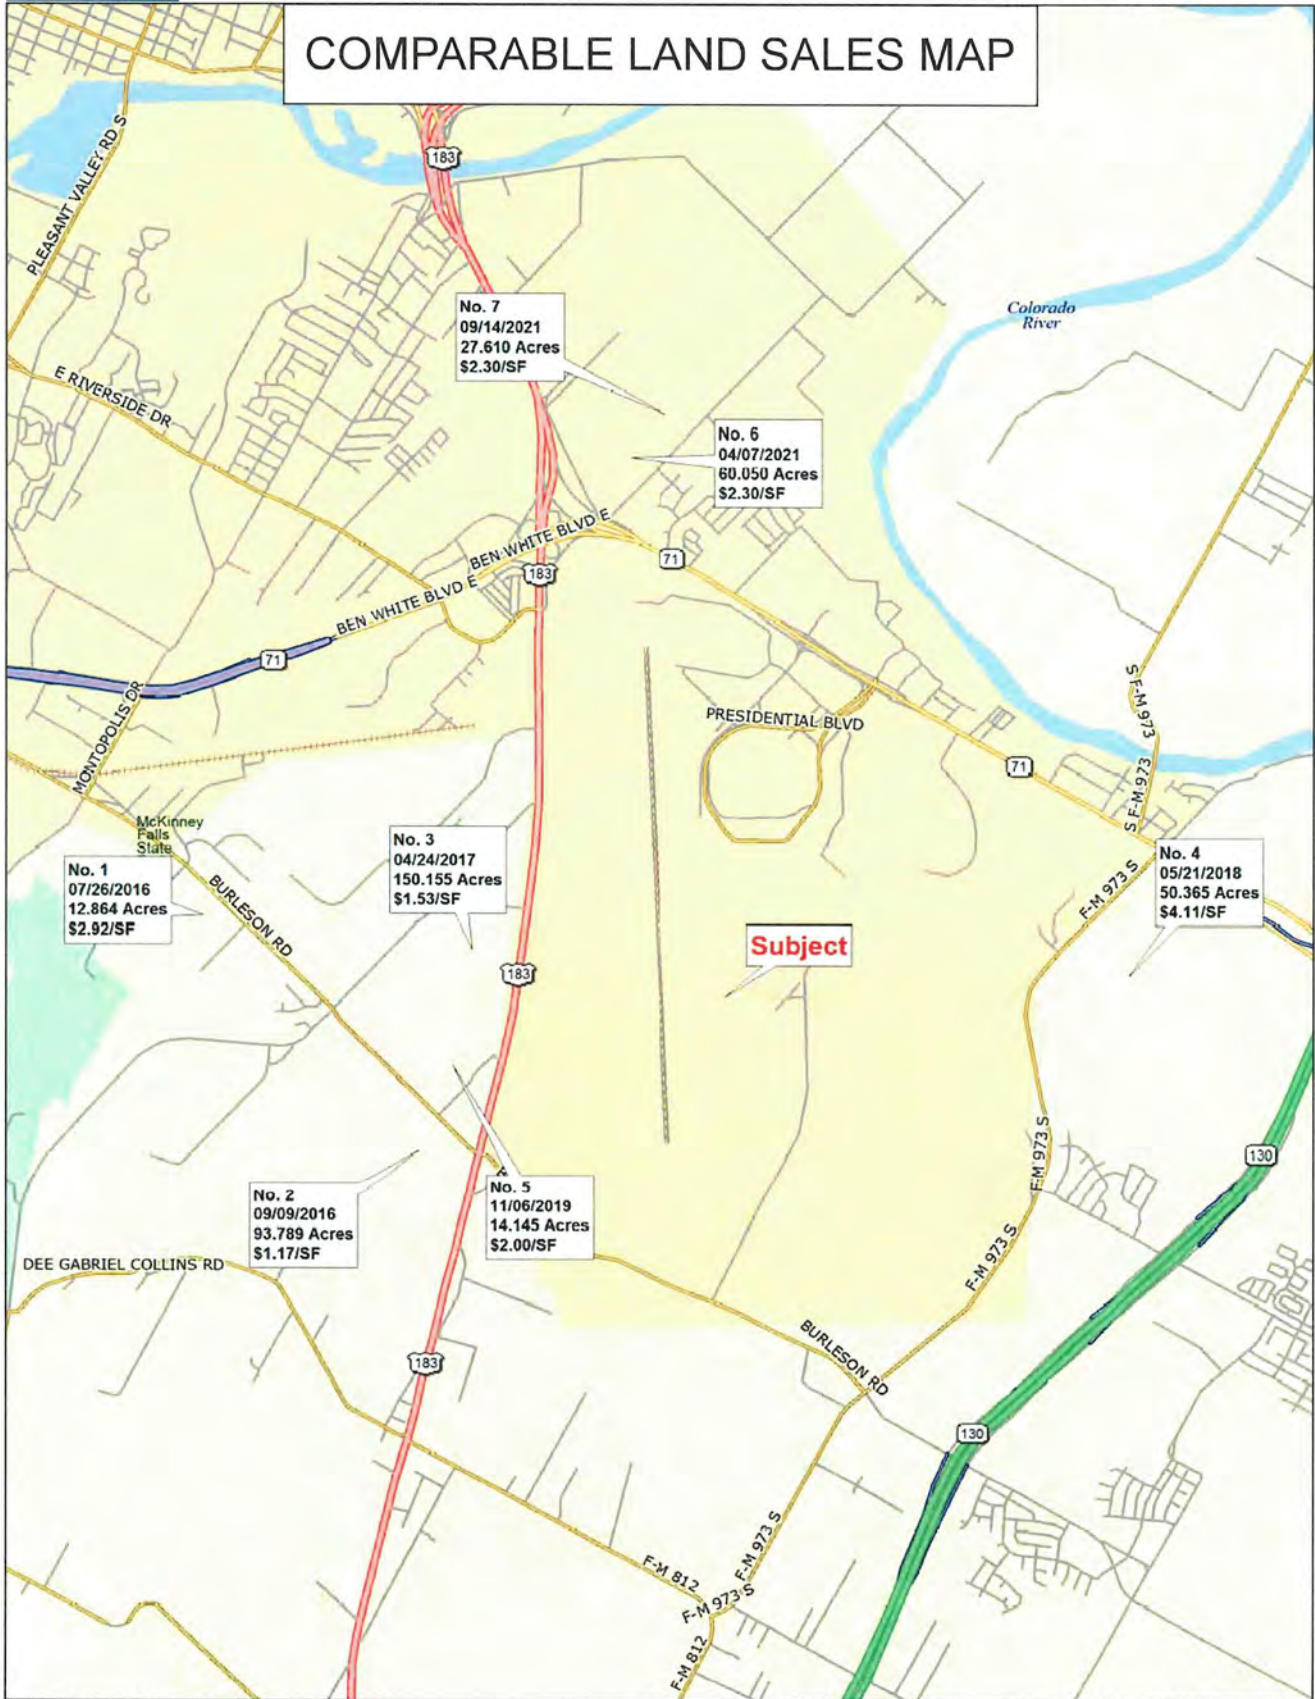 COMPARABLE LAND SALES MAP
183
PLEASANT VALLEY RD S
No. 7
09/14/2021
27.610 Acres
$2.30/SF
Colorado
River
E RIVERSIDE DR
No. 6
04/07/2021
60.050 Acres
$2.30/SF
BEN WHITE BLVD E
BEN WHITE BLVD E
183
71
71
MONTOPOLIS DR
PRESIDENTIAL BLVD
S F-M 973
S F-M 973
71
McKinney
Falls
State
No. 3
04/24/2017
150.155 Acres
$1.53/SF
No. 1
07/26/2016
12.864 Acres
$2.92/SF
BURLESON RD
No. 4
05/21/2018
50.365 Acres
$4.11/SF
F-M 973 S
Subject
183
F-M 973 S
130
No. 2
09/09/2016
93.789 Acres
$1.17/SF
No. 5
11/06/2019
14.145 Acres
$2.00/SF
DEE GABRIEL COLLINS RD
F-M 973 S
BURLESON RD
183
130
F-M 973 S
F-M 812
F-M 973 S
F-M 812